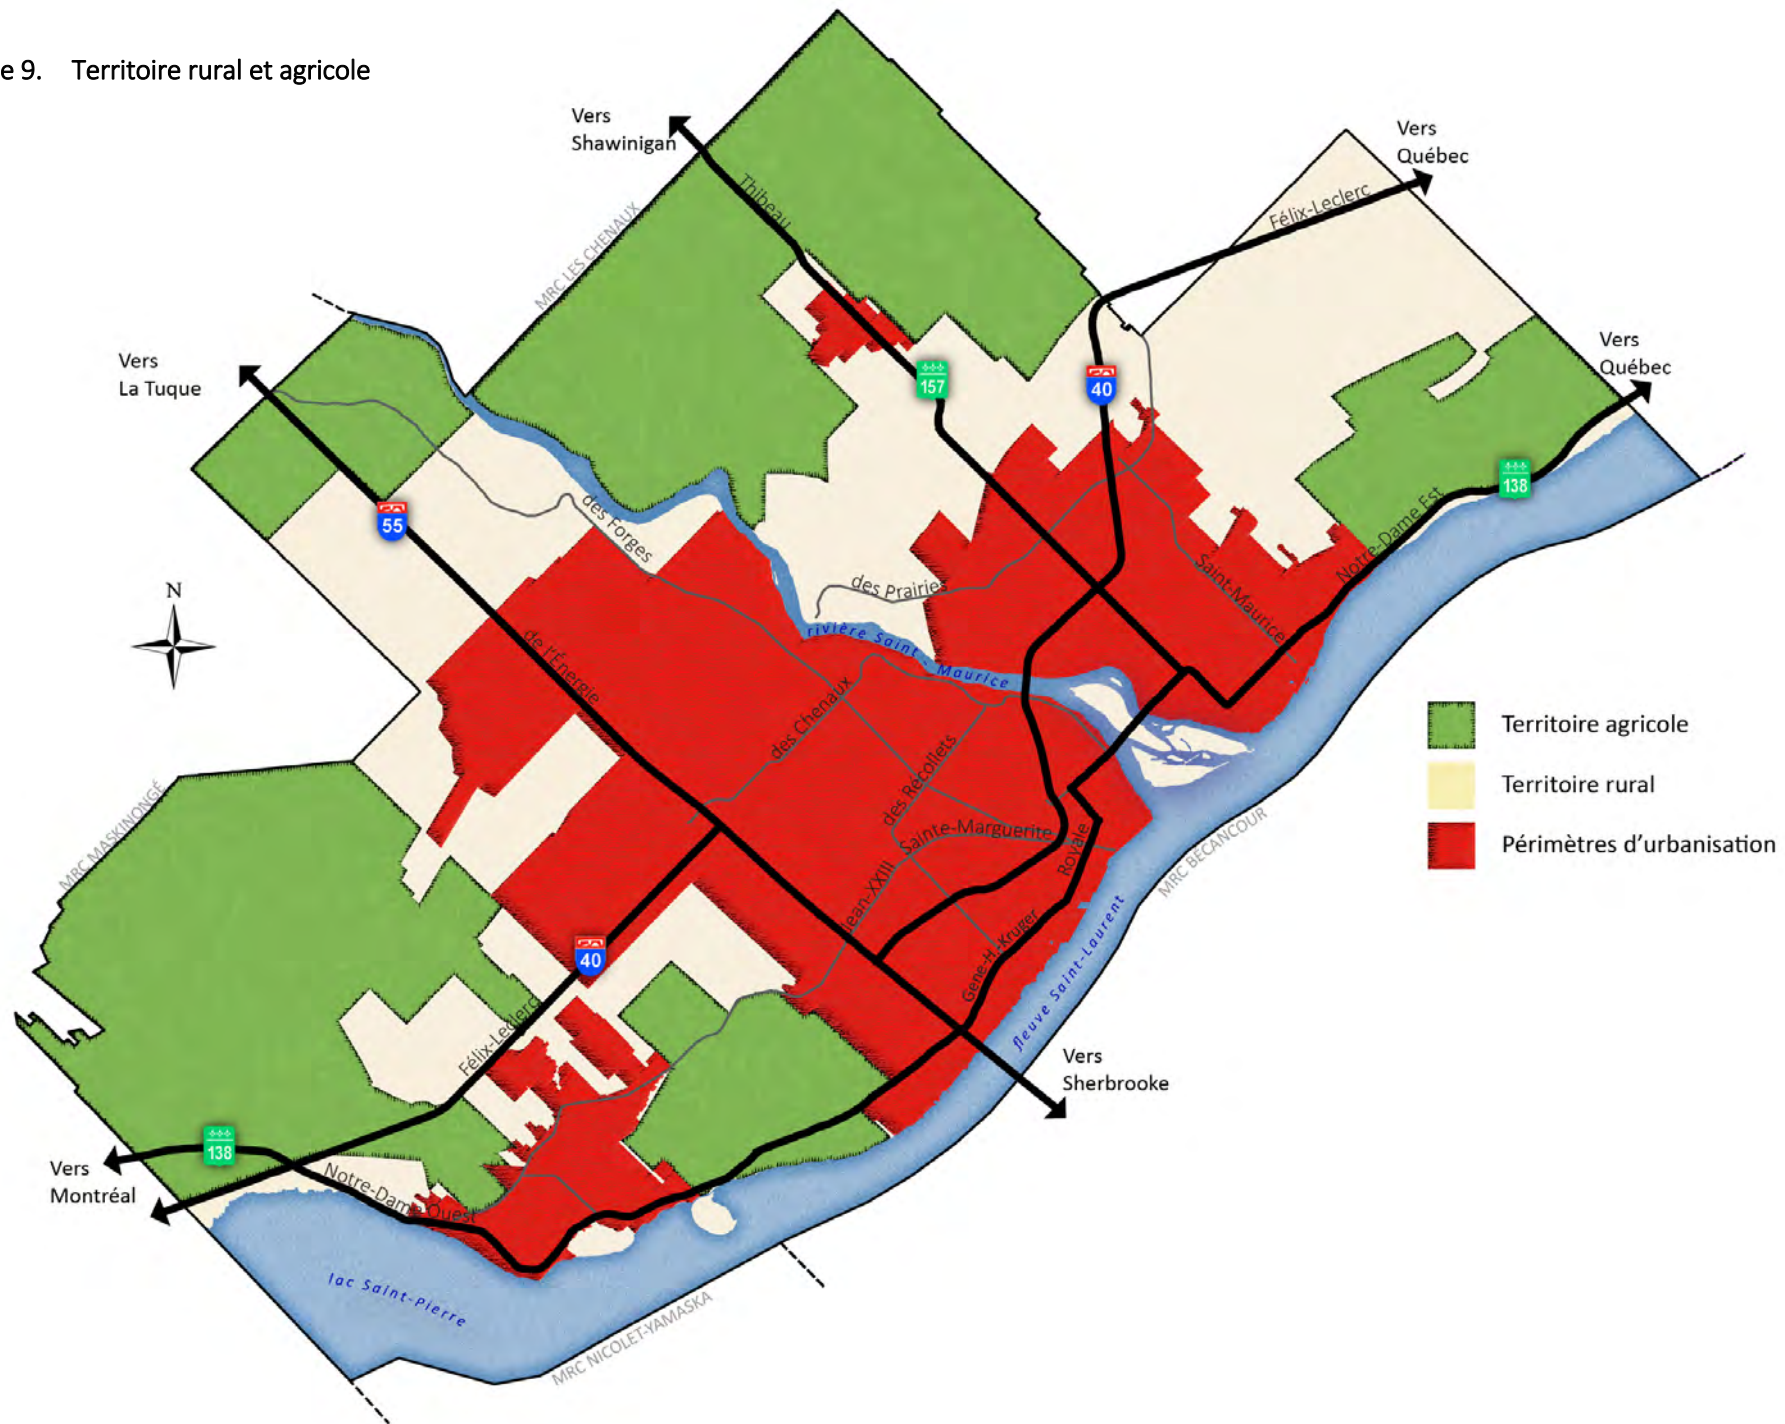 e 9. Territoire rural et agricole
Vers
Shawinigan
Vers
Québec
Thibeau
Félix-Leclerc
MRC LES CHENAUX
Vers
La Tuque
Vers
Québec
157
40
138
55
des Forges
Notre-Dame Est
des Prairies
Saint-Maurice
N
rivière Saint-Maurice
de l'Énergie
des Chenaux
des Récollets
Territoire agricole
Territoire rural
Périmètres d'urbanisation
MRC MASKINONGÉ
Sainte-Marguerite
Royale
MRC BÉCANCOUR
Jean-XXIII
Gene-H.-Kruger
fleuve Saint-Laurent
40
Félix-Leclerc
Vers
Sherbrooke
138
Vers
Montréal
Notre-Dame Ouest
lac Saint-Pierre
MRC NICOLET-YAMASKA